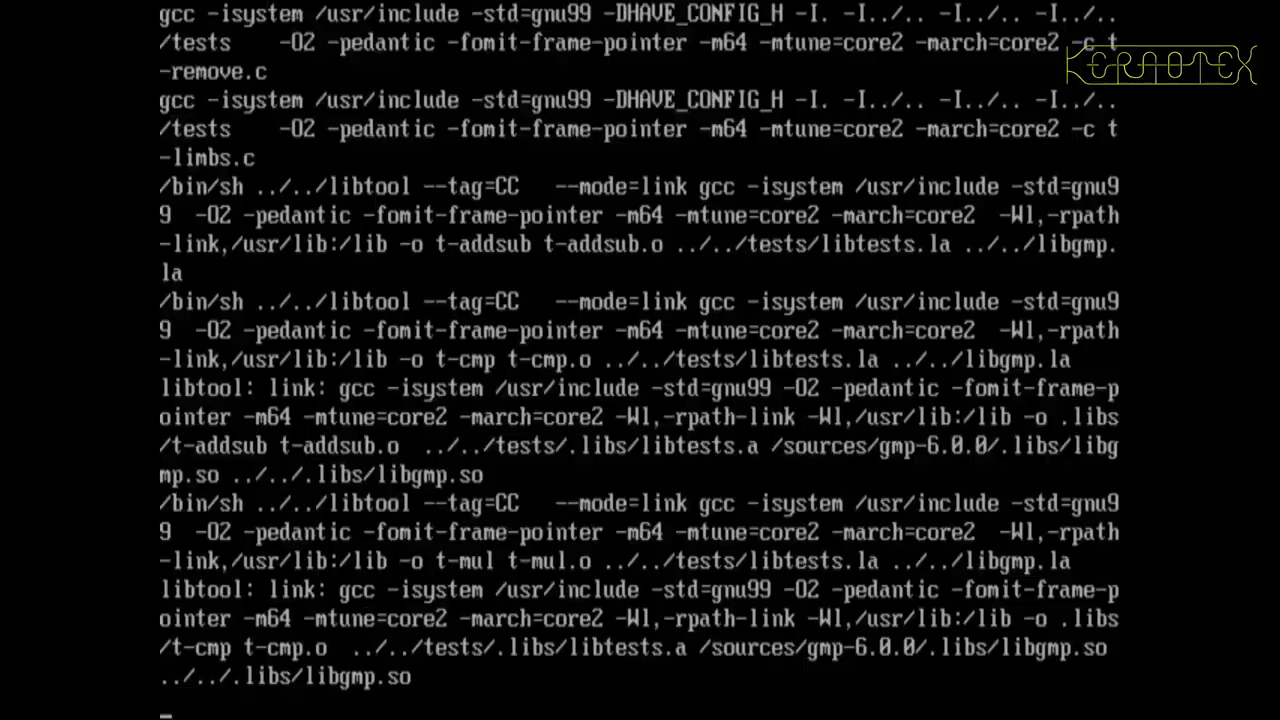 gcc -isystem /usr/include -std=gnu99 -DHAVE_CONFIG_H -I. -I../.. -I../.. -I../..
/tests    -O2 -pedantic -fomit-frame-pointer -m64 -mtune=core2 -march=core2 -c t
-remove.c
KERNOTEX
gcc -isystem /usr/include -std=gnu99 -DHAVE_CONFIG_H -I. -I../.. -I../.. -I../..
/tests    -O2 -pedantic -fomit-frame-pointer -m64 -mtune=core2 -march=core2 -c t
-limbs.c
/bin/sh ../../libtool --tag=CC   --mode=link gcc -isystem /usr/include -std=gnu9
9  -O2 -pedantic -fomit-frame-pointer -m64 -mtune=core2 -march=core2  -Wl,-rpath
-link,/usr/lib:/lib -o t-addsub t-addsub.o ../../tests/libtests.la ../../libgmp.
la
/bin/sh ../../libtool --tag=CC   --mode=link gcc -isystem /usr/include -std=gnu9
9  -O2 -pedantic -fomit-frame-pointer -m64 -mtune=core2 -march=core2  -Wl,-rpath
-link,/usr/lib:/lib -o t-cmp t-cmp.o ../../tests/libtests.la ../../libgmp.la
libtool: link: gcc -isystem /usr/include -std=gnu99 -O2 -pedantic -fomit-frame-p
ointer -m64 -mtune=core2 -march=core2 -Wl,-rpath-link -Wl,/usr/lib:/lib -o .libs
/t-addsub t-addsub.o  ../../tests/.libs/libtests.a /sources/gmp-6.0.0/.libs/libg
mp.so ../../.libs/libgmp.so
/bin/sh ../../libtool --tag=CC   --mode=link gcc -isystem /usr/include -std=gnu9
9  -O2 -pedantic -fomit-frame-pointer -m64 -mtune=core2 -march=core2  -Wl,-rpath
-link,/usr/lib:/lib -o t-mul t-mul.o ../../tests/libtests.la ../../libgmp.la
libtool: link: gcc -isystem /usr/include -std=gnu99 -O2 -pedantic -fomit-frame-p
ointer -m64 -mtune=core2 -march=core2 -Wl,-rpath-link -Wl,/usr/lib:/lib -o .libs
/t-cmp t-cmp.o  ../../tests/.libs/libtests.a /sources/gmp-6.0.0/.libs/libgmp.so
../../.libs/libgmp.so